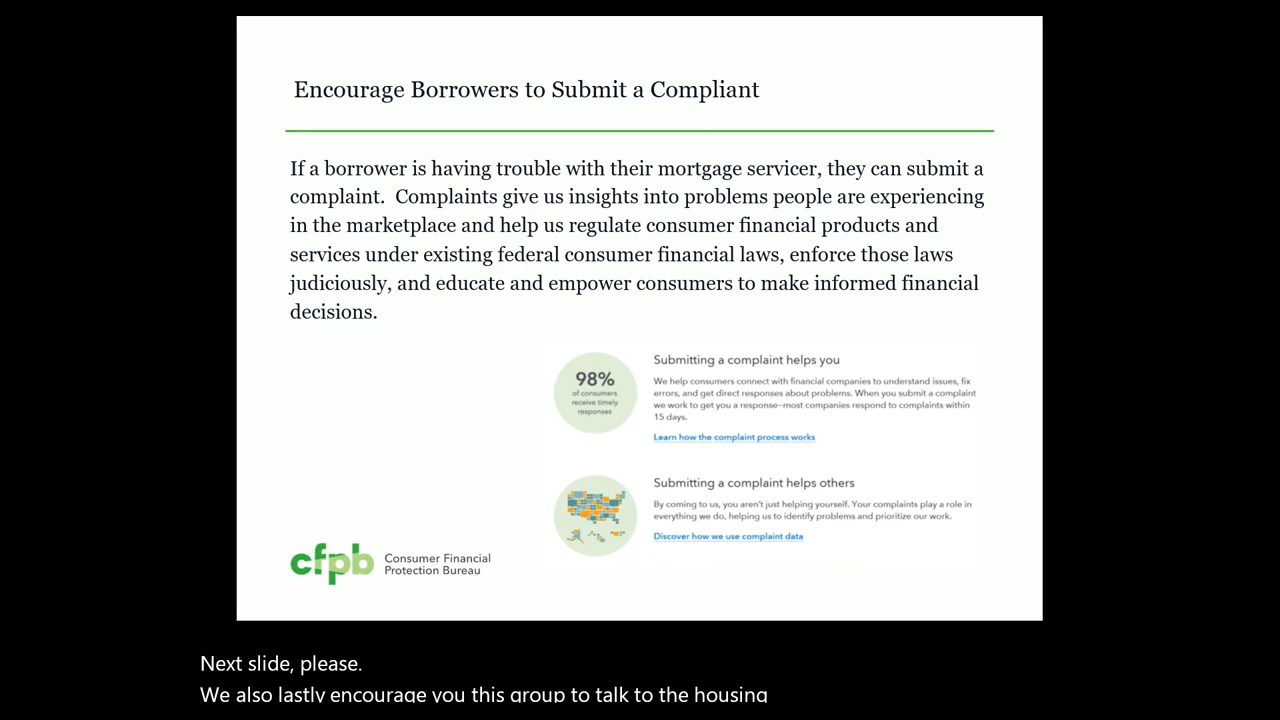 Encourage Borrowers to Submit a Compliant
If a borrower is having trouble with their mortgage servicer, they can submit a
complaint.  Complaints give us insights into problems people are experiencing
in the marketplace and help us regulate consumer financial products and
services under existing federal consumer financial laws, enforce those laws
judiciously, and educate and empower consumers to make informed financial
decisions.
98%
of consumers
receive timely
responses
Submitting a complaint helps you
We help consumers connect with financial companies to understand issues, fix
errors, and get direct responses about problems. When you submit a complaint
we work to get you a response—most companies respond to complaints within
15 days.
Learn how the complaint process works
Submitting a complaint helps others
By coming to us, you aren't just helping yourself. Your complaints play a role in
everything we do, helping us to identify problems and prioritize our work.
Discover how we use complaint data
cfpb
Consumer Financial
Protection Bureau
Next slide, please.
We also lastly encourage you this group to talk to the housing